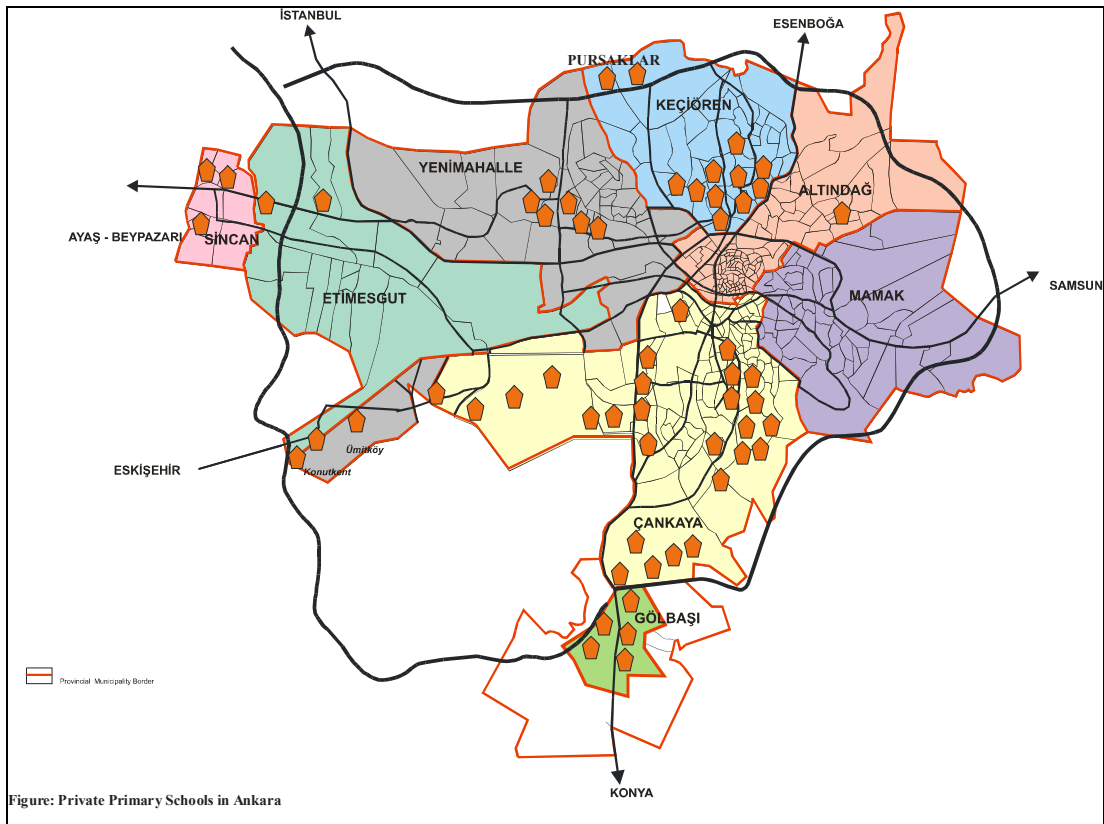 İSTANBUL
ESENBOĞA
PURSAKLAR
KEÇİÖREN
YENİMAHALLE
ALTINDAĞ
AYAŞ - BEYPAZARI
SİNCAN
SAMSUN
ETİMESGUT
MAMAK
Ümitköy
ESKİŞEHİR
Konutkent
ÇANKAYA
GÖLBAŞI
Provincial Municipality Border
KONYA
Figure: Private Primary Schools in Ankara